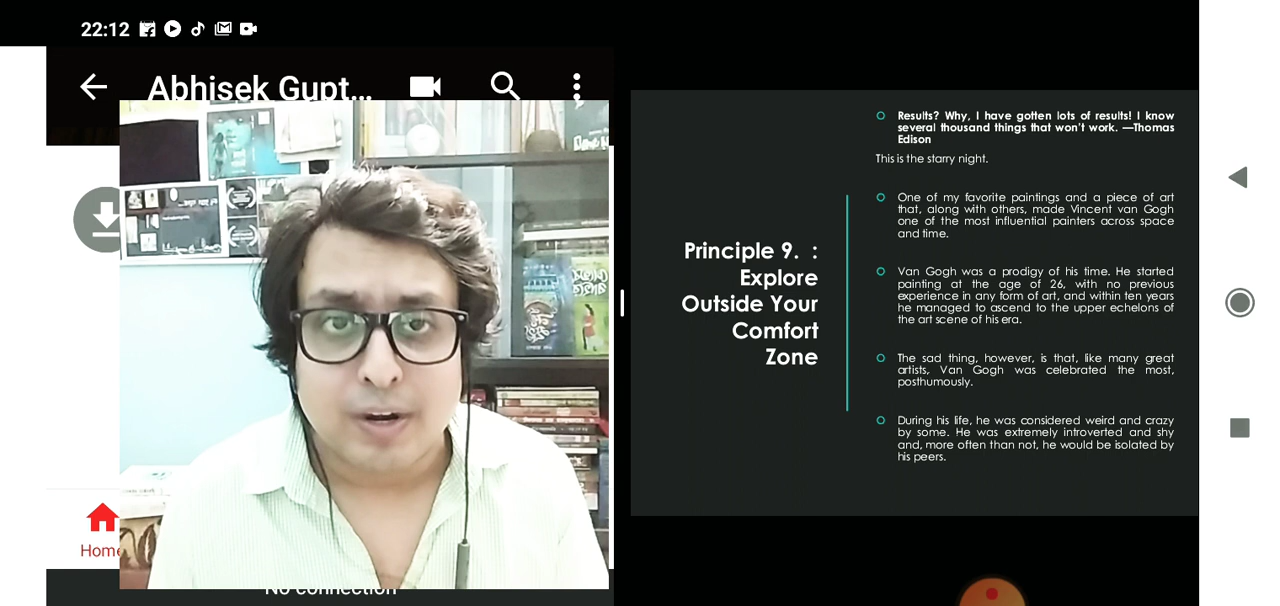 22:12
Abhisek Gupt...
Home
No connection
Principle 9. :
Explore
Outside Your
Comfort
Zone
Results? Why, I have gotten lots of results! I know
several thousand things that won't work. —Thomas
Edison
This is the starry night.
One of my favorite paintings and a piece of art
that, along with others, made Vincent van Gogh
one of the most influential painters across space
and time.
Van Gogh was a prodigy of his time. He started
painting at the age of 26, with no previous
experience in any form of art, and within ten years
he managed to ascend to the upper echelons of
the art scene of his era.
The sad thing, however, is that, like many great
artists, Van Gogh was celebrated the most,
posthumously.
During his life, he was considered weird and crazy
by some. He was extremely introverted and shy
and, more often than not, he would be isolated by
his peers.